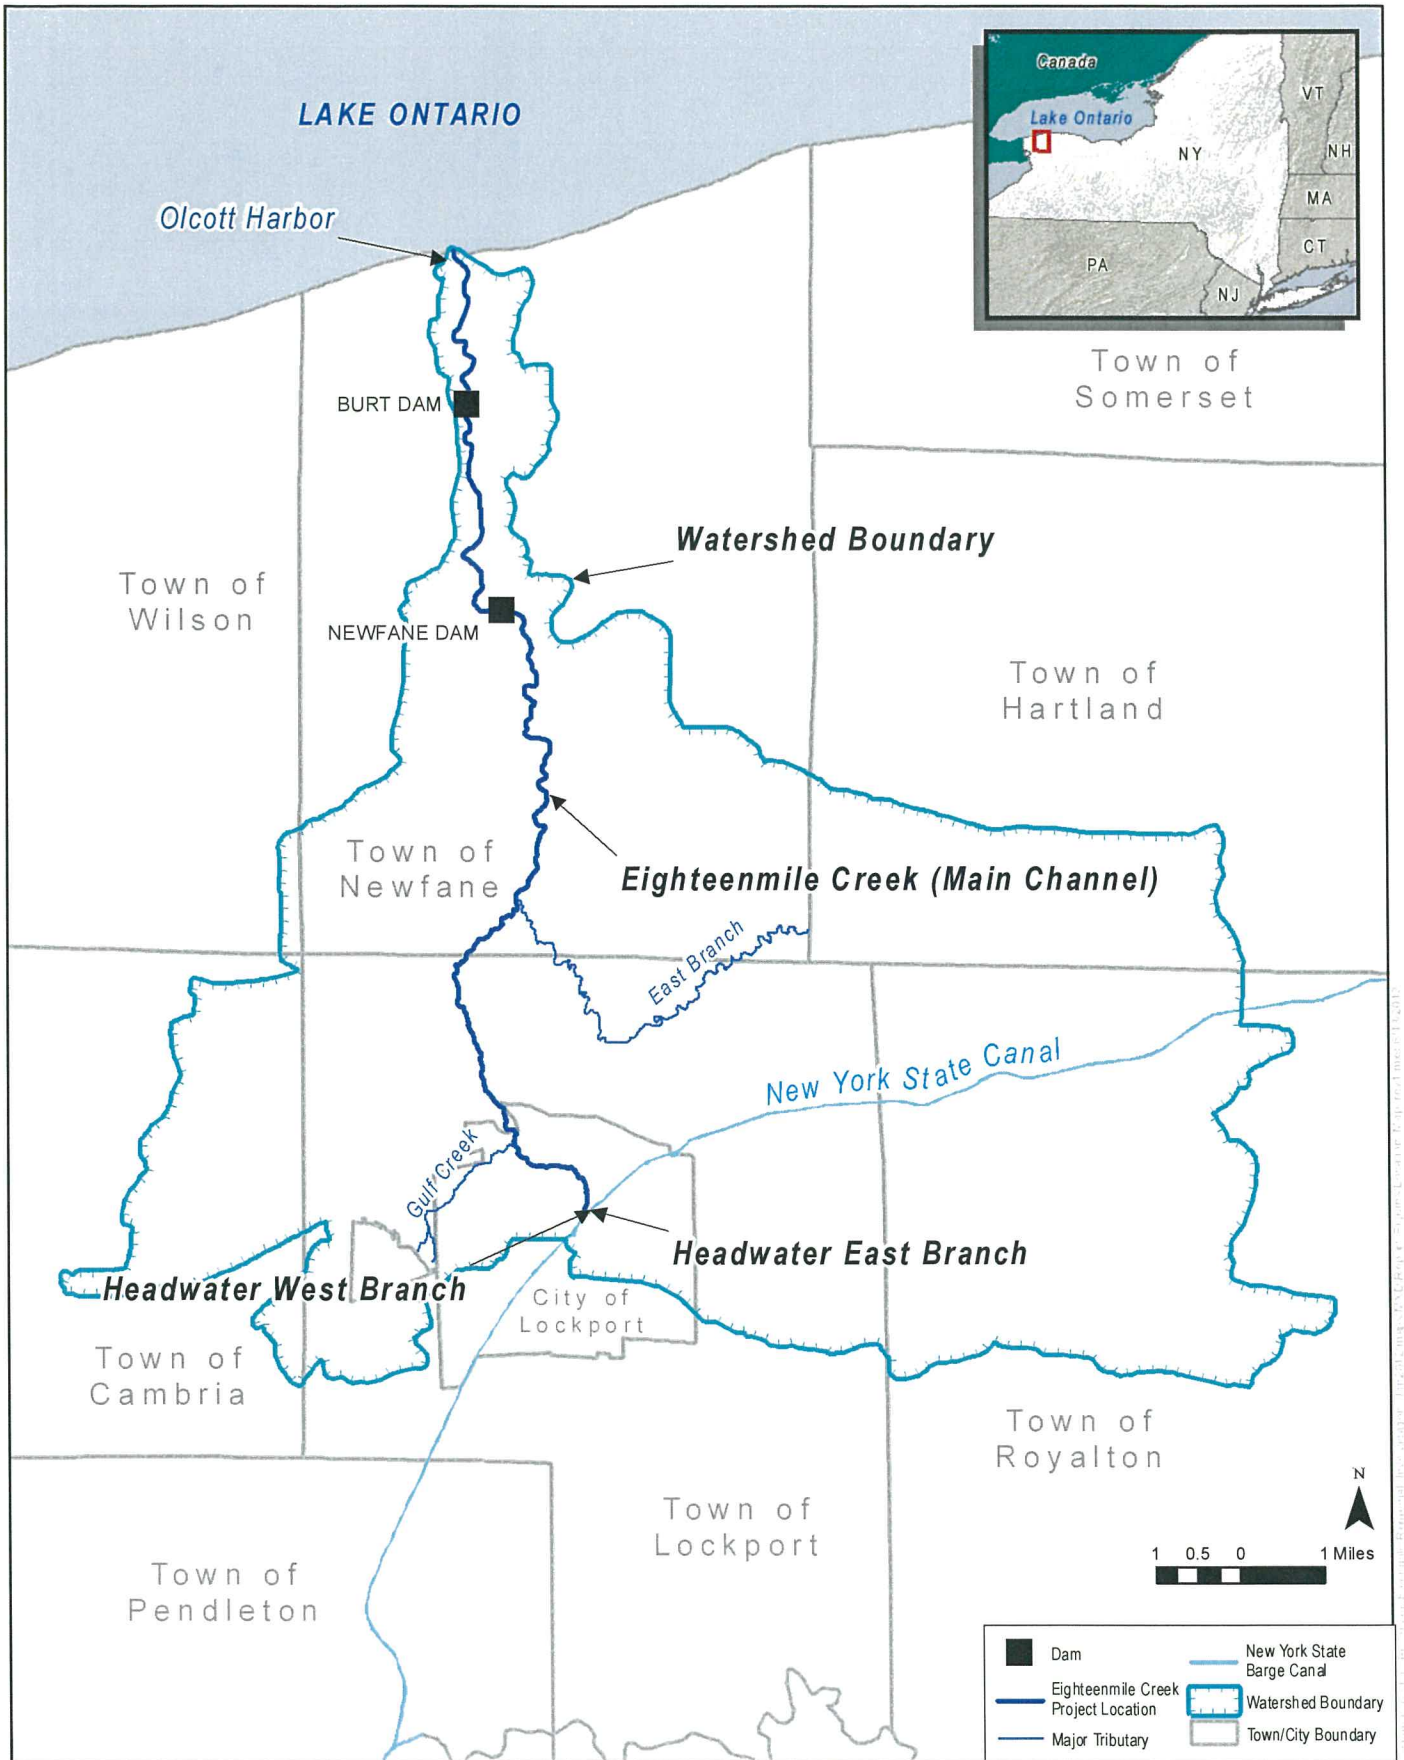 LAKE ONTARIO
Canada
Lake Ontario
VT
NH
NY
MA
CT
PA
NJ
Olcott Harbor
Town of
Somerset
BURT DAM
Watershed Boundary
Town of
Wilson
NEWFANE DAM
Town of
Hartland
Town of
Newfane
Eighteenmile Creek (Main Channel)
East Branch
New York State Canal
Gulf Creek
Headwater East Branch
Headwater West Branch
City of
Lockport
Town of
Cambria
Town of
Royalton
Town of
Lockport
Town of
Pendleton
N
1 0.5 0 1 Miles
Dam
Eighteenmile Creek
Project Location
Major Tributary
New York State
Barge Canal
Watershed Boundary
Town/City Boundary